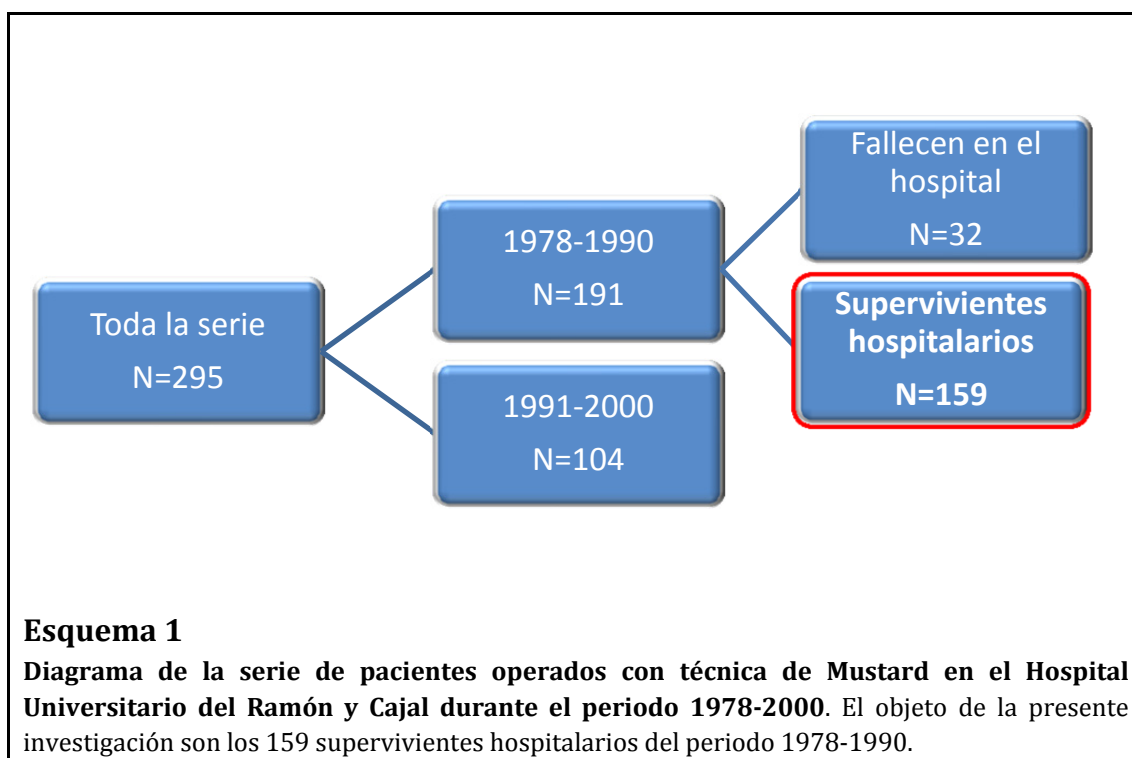 Toda la serie
N=295
1978-1990
N=191
1991-2000
N=104
Fallecen en el
hospital
N=32
Supervivientes
hospitalarios
N=159
Esquema 1
Diagrama de la serie de pacientes operados con técnica de Mustard en el Hospital
Universitario del Ramón y Cajal durante el periodo 1978-2000. El objeto de la presente
investigación son los 159 supervivientes hospitalarios del periodo 1978-1990.